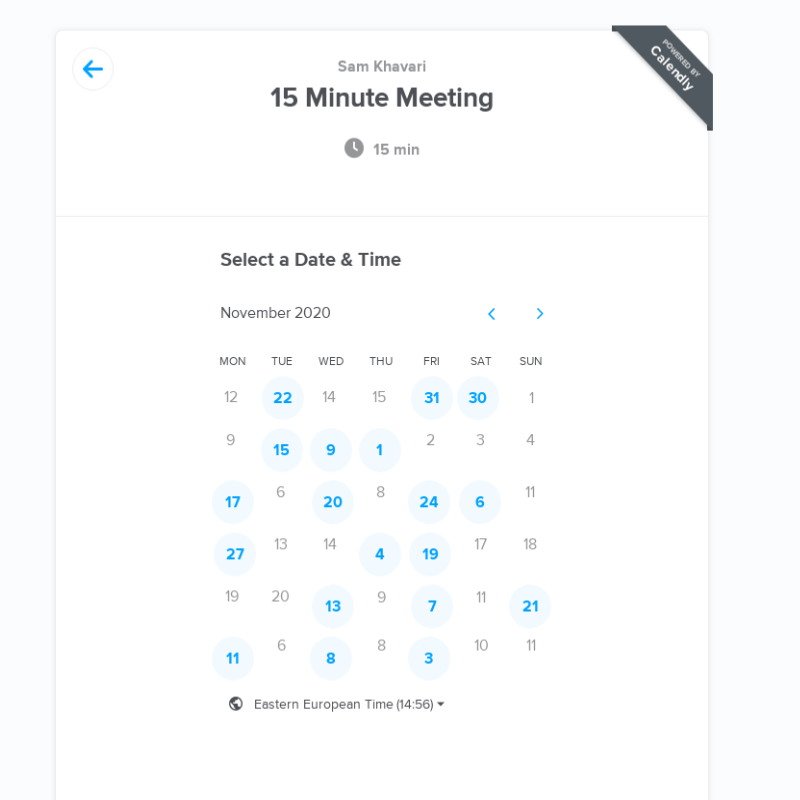 POWERED BY
Calendly
Sam Khavari
15 Minute Meeting
15 min
Select a Date & Time
November 2020
MON TUE WED THU FRI SAT SUN
12 22 14 15 31 30 1
9 15 9 1 2 3 4
17 6 20 8 24 6 11
27 13 14 4 19 17 18
19 20 13 9 7 11 21
11 6 8 8 3 10 11
Eastern European Time (14:56)